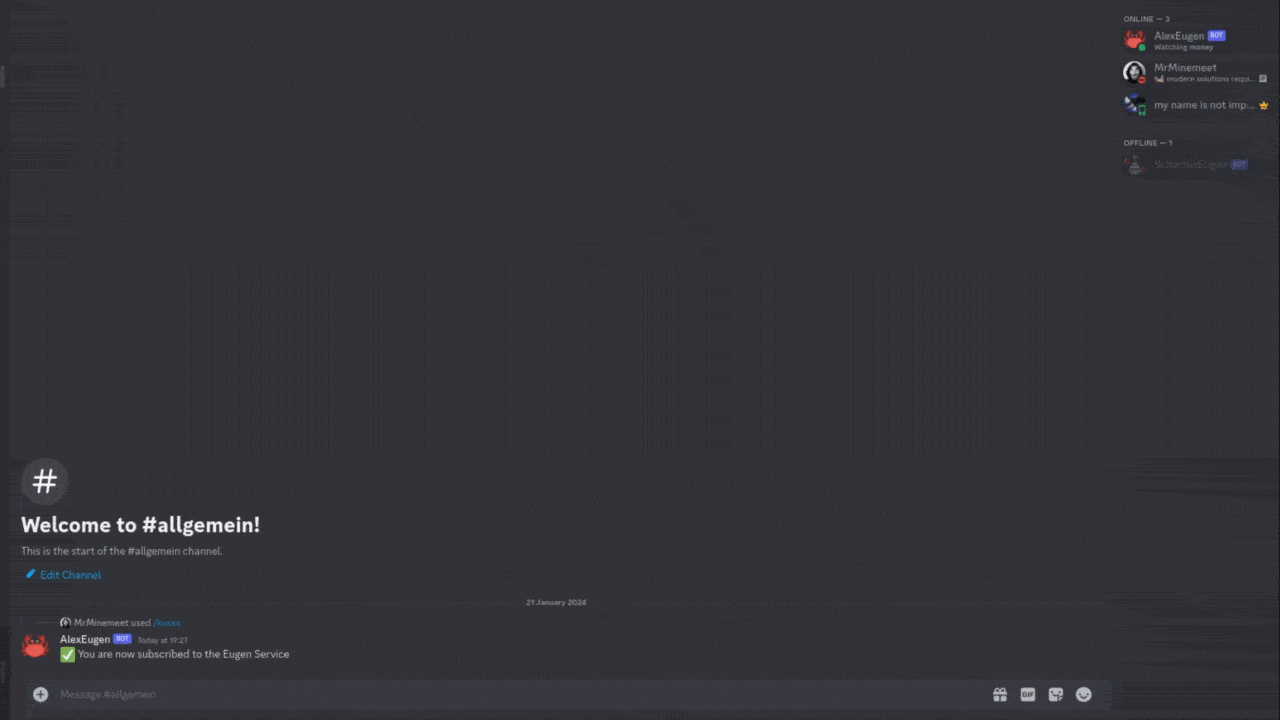 ONLINE — 3
AlexEugen BOT
Watching money
MrMinemeet
modern solutions requi...
my name is not imp...
OFFLINE — 1
BOT
#
Welcome to #allgemein!
This is the start of the #allgemein channel.
Edit Channel
21 January 2024
MrMinemeet used
AlexEugen BOT Today at 19:27
You are now subscribed to the Eugen Service
Message #allgemein
GIF